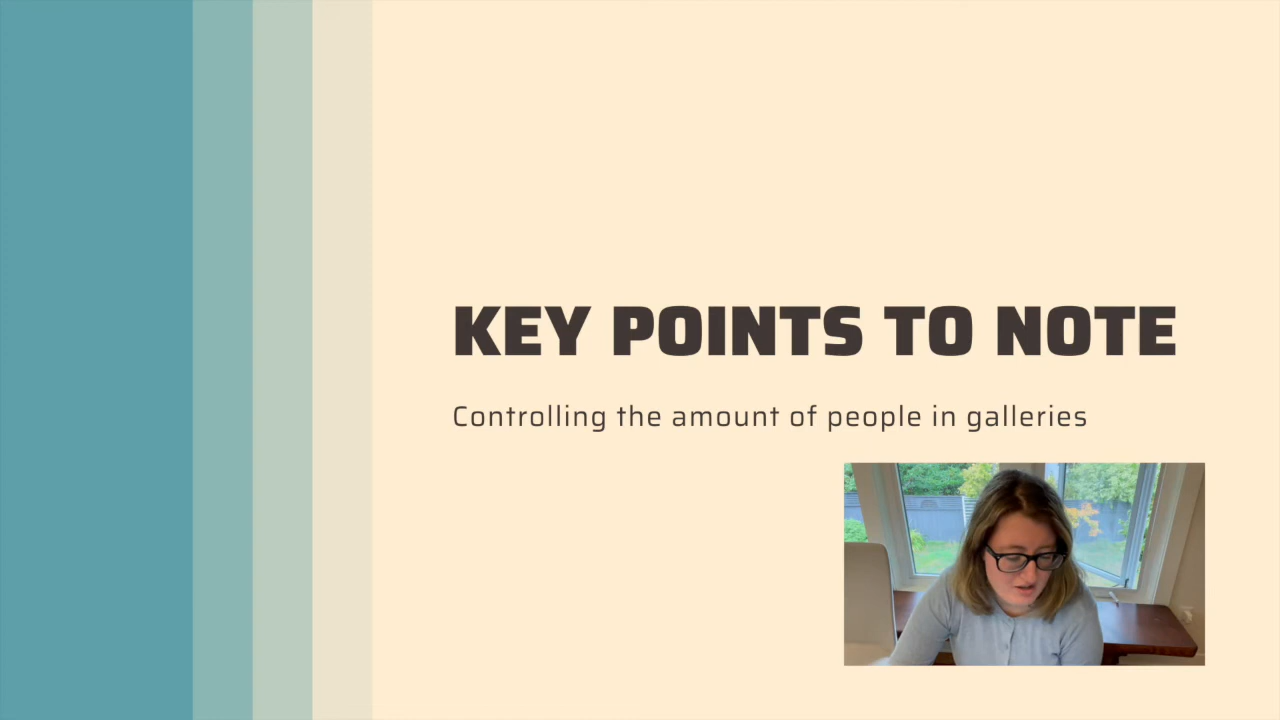 KEY POINTS TO NOTE
Controlling the amount of people in galleries